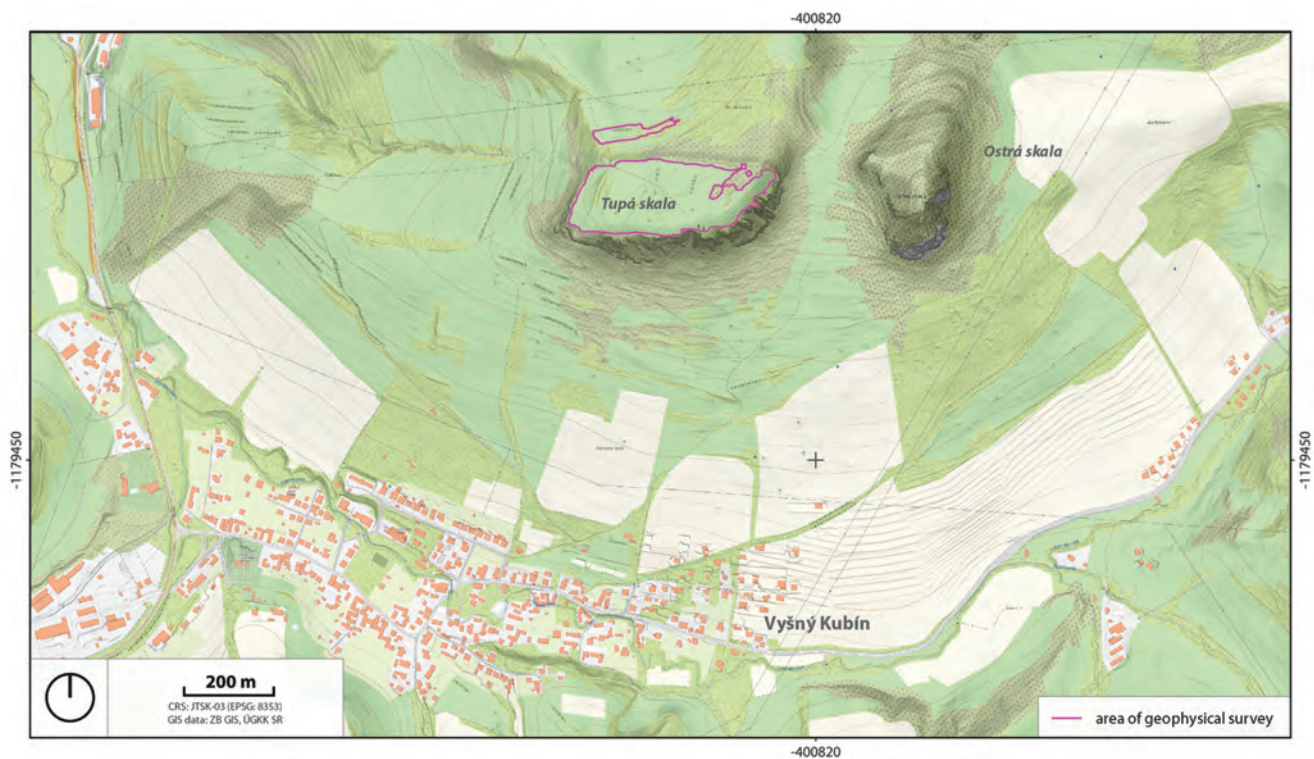 -400820
Ostrá skala
Tupá skala
-1179450
-1179450
Vyšný Kubín
200 m
CRS: JTSK-03 (EPSG: 8353)
GIS data: ZB GIS, ÚGKK SR
area of geophysical survey
-400820